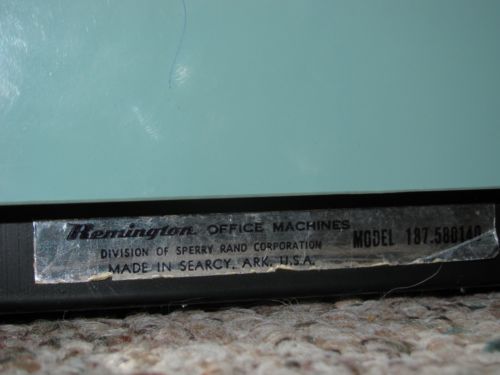 Remington OFFICE MACHINES
DIVISION OF SPERRY RAND CORPORATION
MADE IN SEARCY, ARK. U.S.A.
MODEL 187.580140